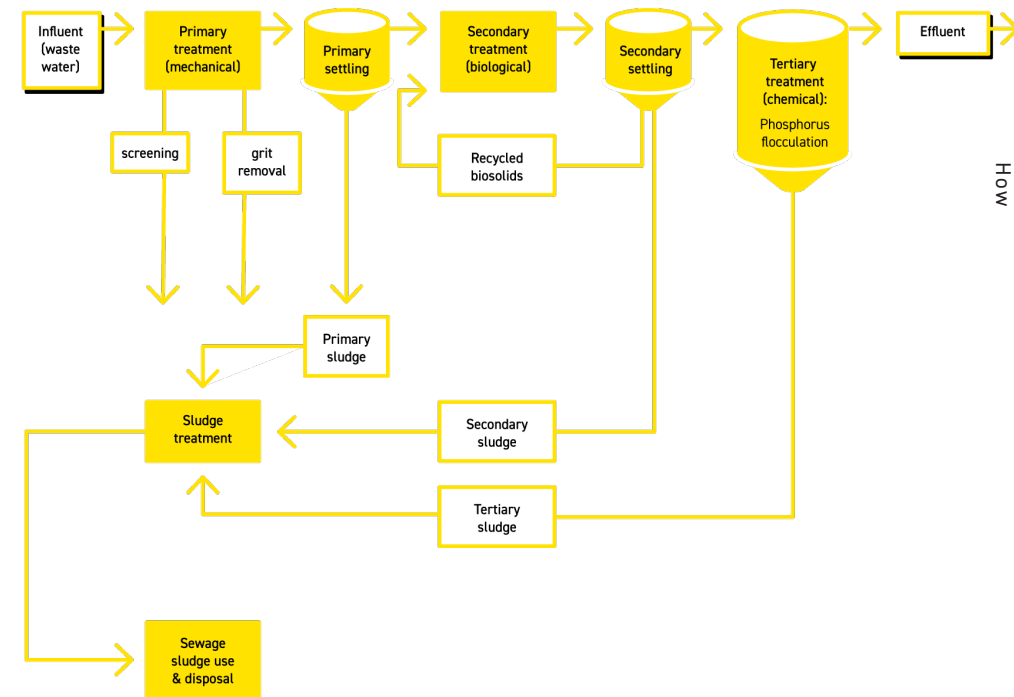 Influent
(waste
water)
Primary
treatment
(mechanical)
Primary
settling
Secondary
treatment
(biological)
Secondary
settling
Tertiary
treatment
(chemical):
Phosphorus
flocculation
Effluent
screening
grit
removal
Recycled
biosolids
How
Primary
sludge
Sludge
treatment
Secondary
sludge
Tertiary
sludge
Sewage
sludge use
& disposal